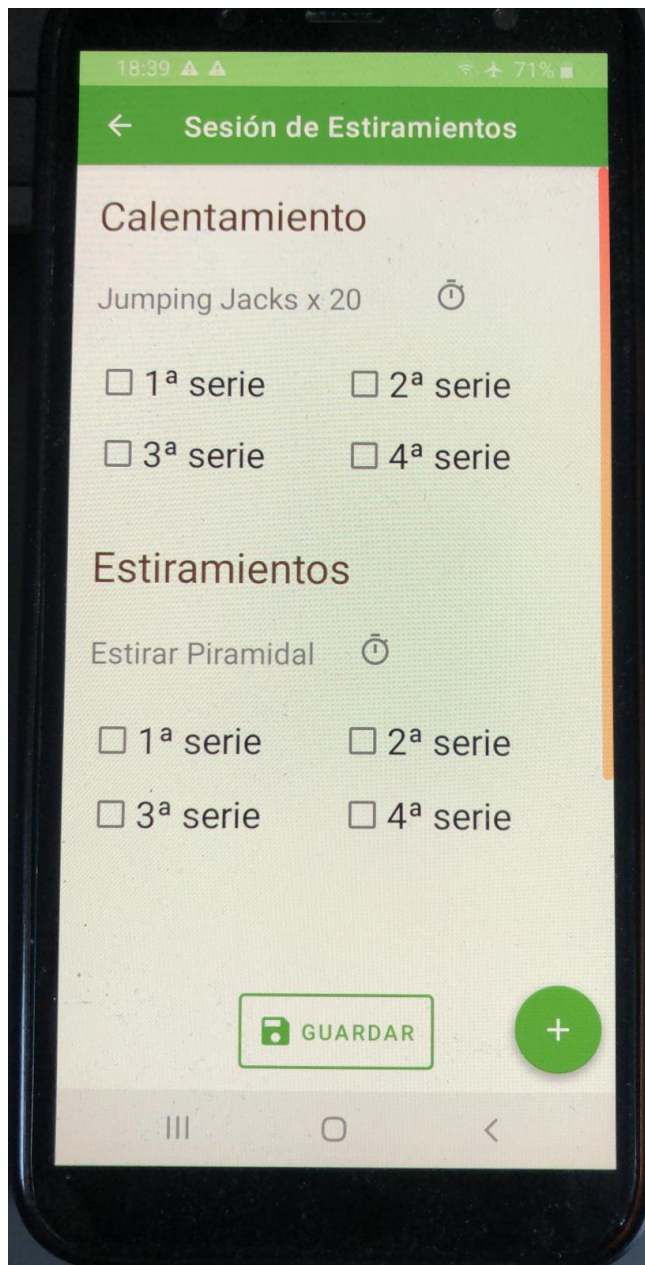 18:39 71%
Sesión de Estiramientos
Calentamiento
Jumping Jacks x 20
1ª serie 2ª serie
3ª serie 4ª serie
Estiramientos
Estirar Piramidal
1ª serie 2ª serie
3ª serie 4ª serie
GUARDAR